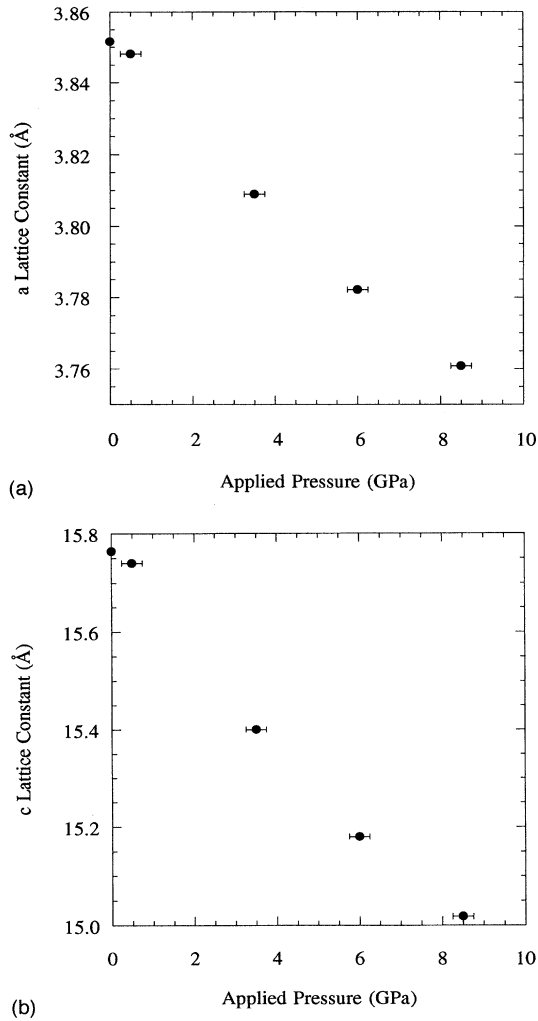 3.86
3.84
3.82
3.80
3.78
3.76
a Lattice Constant (Å)
0 2 4 6 8 10
Applied Pressure (GPa)
(a)
15.8
15.6
15.4
15.2
15.0
c Lattice Constant (Å)
0 2 4 6 8 10
Applied Pressure (GPa)
(b)